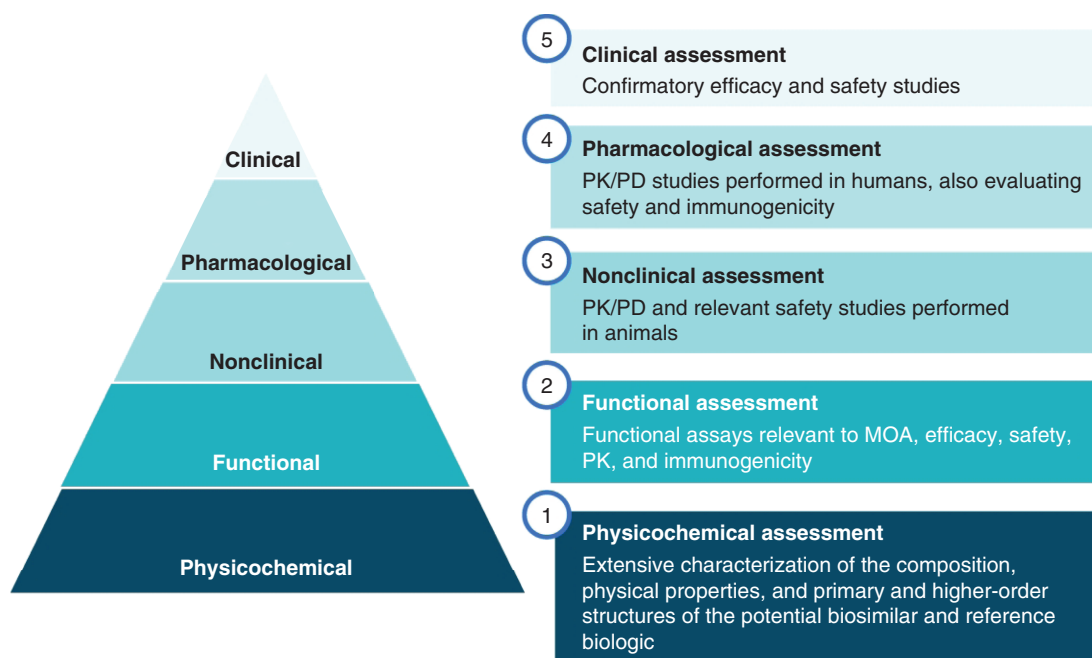 Clinical
Pharmacological
Nonclinical
Functional
Physicochemical
5
Clinical assessment
Confirmatory efficacy and safety studies
4
Pharmacological assessment
PK/PD studies performed in humans, also evaluating
safety and immunogenicity
3
Nonclinical assessment
PK/PD and relevant safety studies performed
in animals
2
Functional assessment
Functional assays relevant to MOA, efficacy, safety,
PK, and immunogenicity
1
Physicochemical assessment
Extensive characterization of the composition,
physical properties, and primary and higher-order
structures of the potential biosimilar and reference
biologic